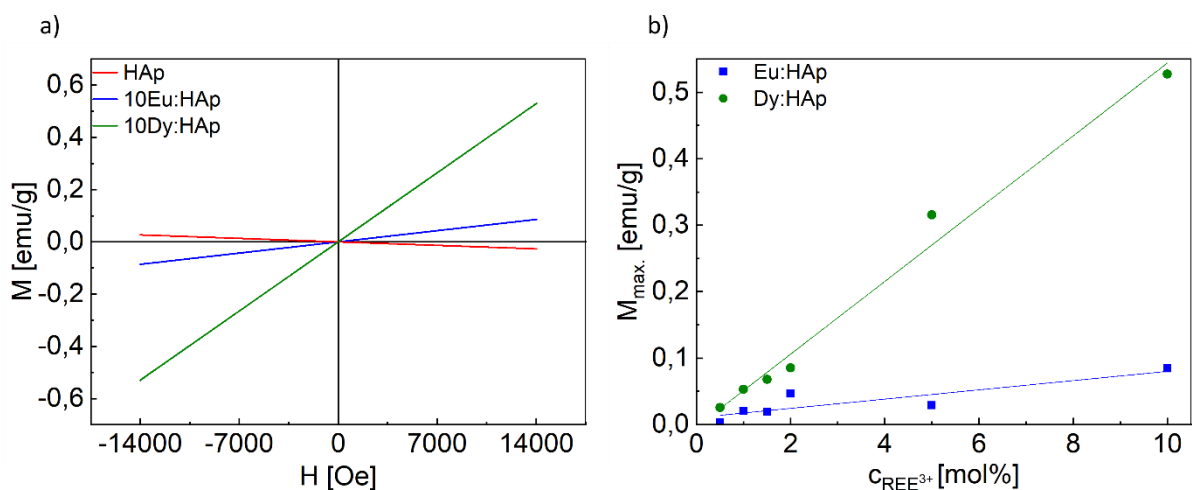 a)
HAp
10Eu:HAp
10Dy:HAp
0,6
0,4
0,2
0,0
-0,2
-0,4
-0,6
M [emu/g]
-14000 -7000 0 7000 14000
H [Oe]
b)
Eu:HAp
Dy:HAp
0,5
0,4
0,3
0,2
0,1
0,0
Mmax. [emu/g]
0 2 4 6 8 10
cREE³⁺ [mol%]